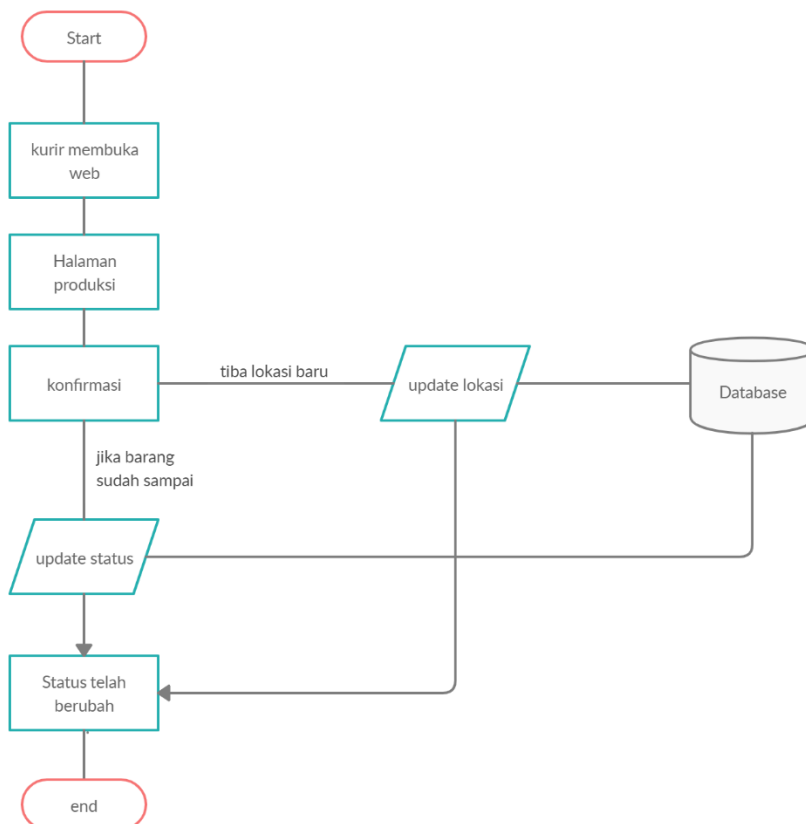 Start
kurir membuka
web
Halaman
produksi
konfirmasi
tiba lokasi baru
update lokasi
Database
jika barang
sudah sampai
update status
Status telah
berubah
end